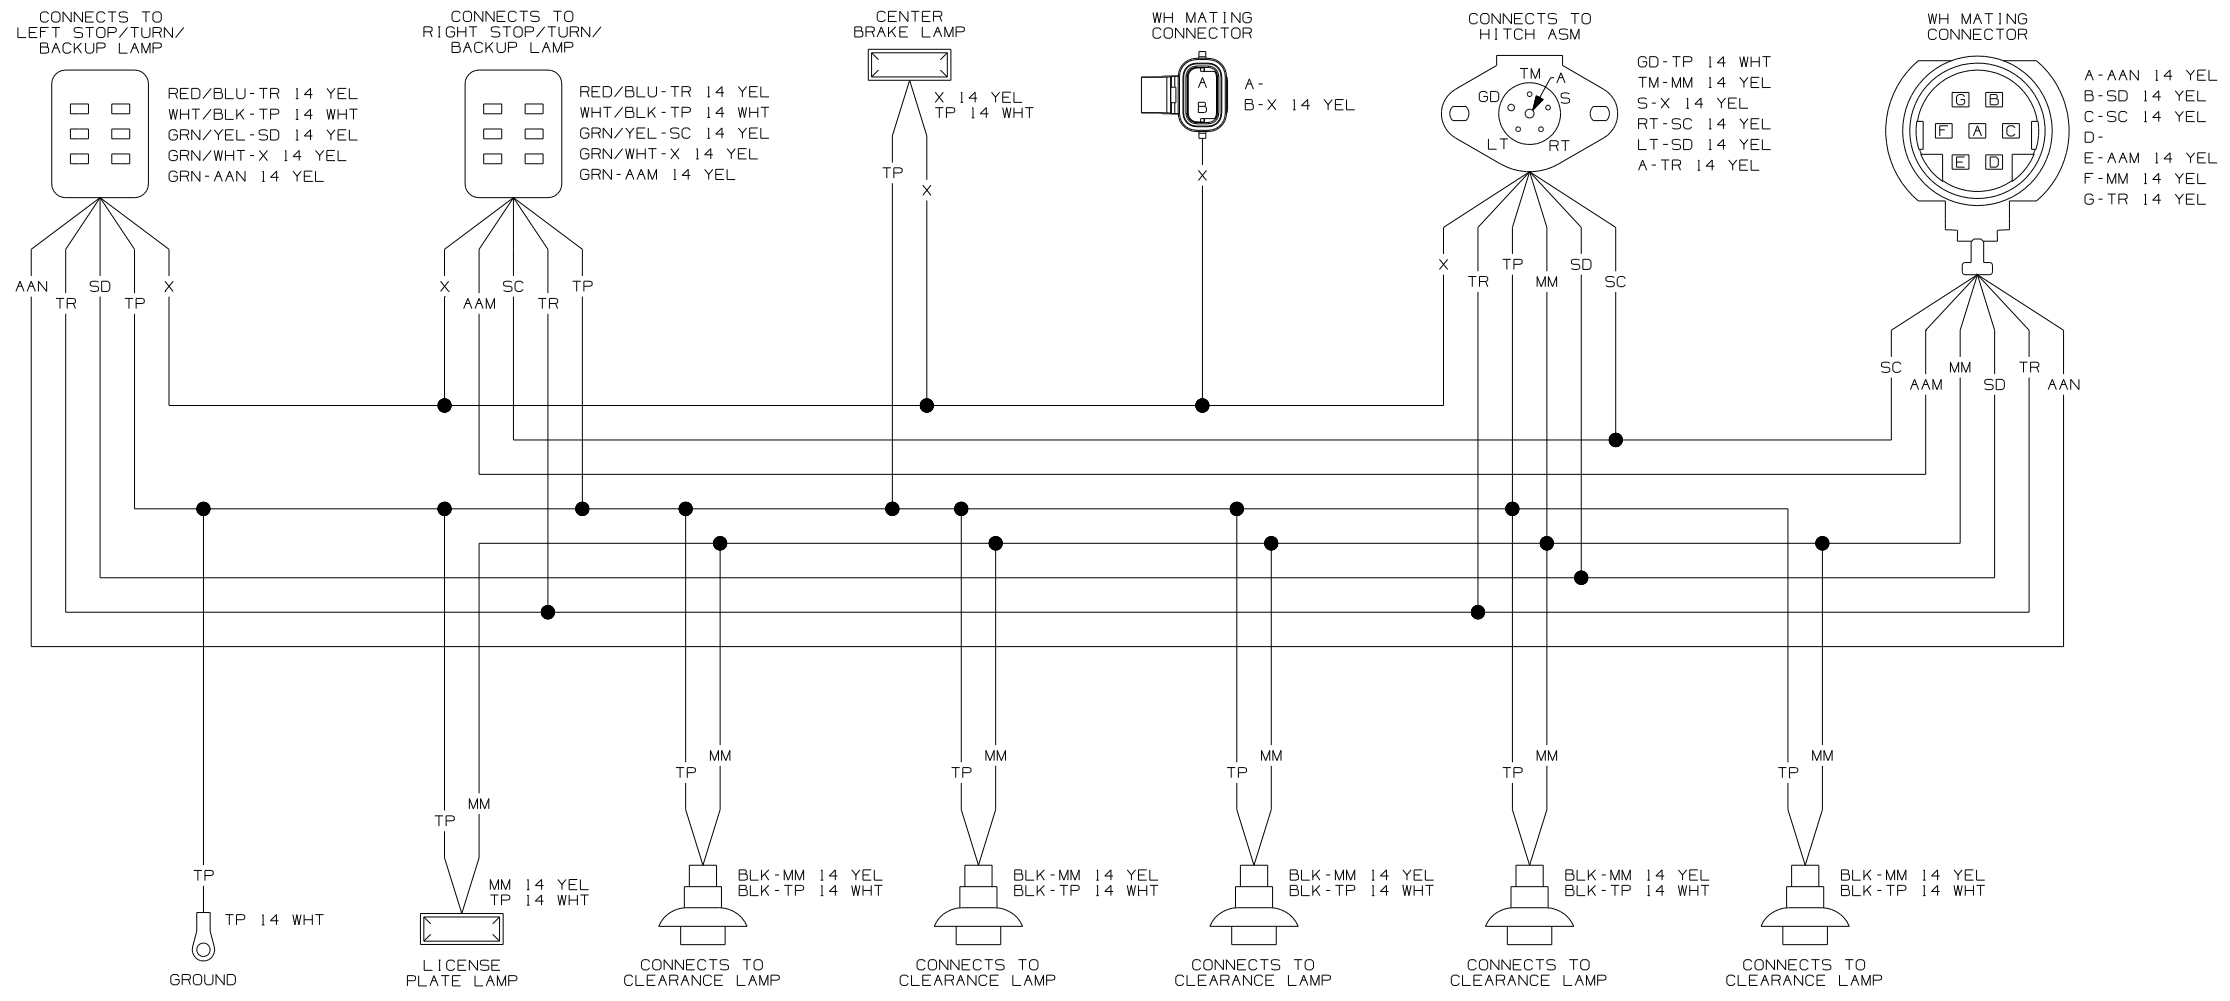 CONNECTS TO
LEFT STOP/TURN/
BACKUP LAMP
RED/BLU-TR 14 YEL
WHT/BLK-TP 14 WHT
GRN/YEL-SD 14 YEL
GRN/WHT-X 14 YEL
GRN-AAN 14 YEL
CONNECTS TO
RIGHT STOP/TURN/
BACKUP LAMP
RED/BLU-TR 14 YEL
WHT/BLK-TP 14 WHT
GRN/YEL-SC 14 YEL
GRN/WHT-X 14 YEL
GRN-AAM 14 YEL
CENTER
BRAKE LAMP
X 14 YEL
TP 14 WHT
WH MATING
CONNECTOR
A
B
A-
B-X 14 YEL
CONNECTS TO
HITCH ASM
TM
A
GD
S
LT
RT
GD-TP 14 WHT
TM-MM 14 YEL
S-X 14 YEL
RT-SC 14 YEL
LT-SD 14 YEL
A-TR 14 YEL
WH MATING
CONNECTOR
G
B
F
A
C
E
D
A-AAN 14 YEL
B-SD 14 YEL
C-SC 14 YEL
D-
E-AAM 14 YEL
F-MM 14 YEL
G-TR 14 YEL
AAN
TR
SD
TP
X
X
AAM
SC
TR
TP
TP
X
X
X
TR
TP
MM
SD
SC
SC
AAM
MM
SD
TR
AAN
TP
TP
MM
TP
MM
TP
MM
TP
MM
TP
MM
TP
MM
TP 14 WHT
GROUND
MM 14 YEL
TP 14 WHT
LICENSE
PLATE LAMP
BLK-MM 14 YEL
BLK-TP 14 WHT
CONNECTS TO
CLEARANCE LAMP
BLK-MM 14 YEL
BLK-TP 14 WHT
CONNECTS TO
CLEARANCE LAMP
BLK-MM 14 YEL
BLK-TP 14 WHT
CONNECTS TO
CLEARANCE LAMP
BLK-MM 14 YEL
BLK-TP 14 WHT
CONNECTS TO
CLEARANCE LAMP
BLK-MM 14 YEL
BLK-TP 14 WHT
CONNECTS TO
CLEARANCE LAMP